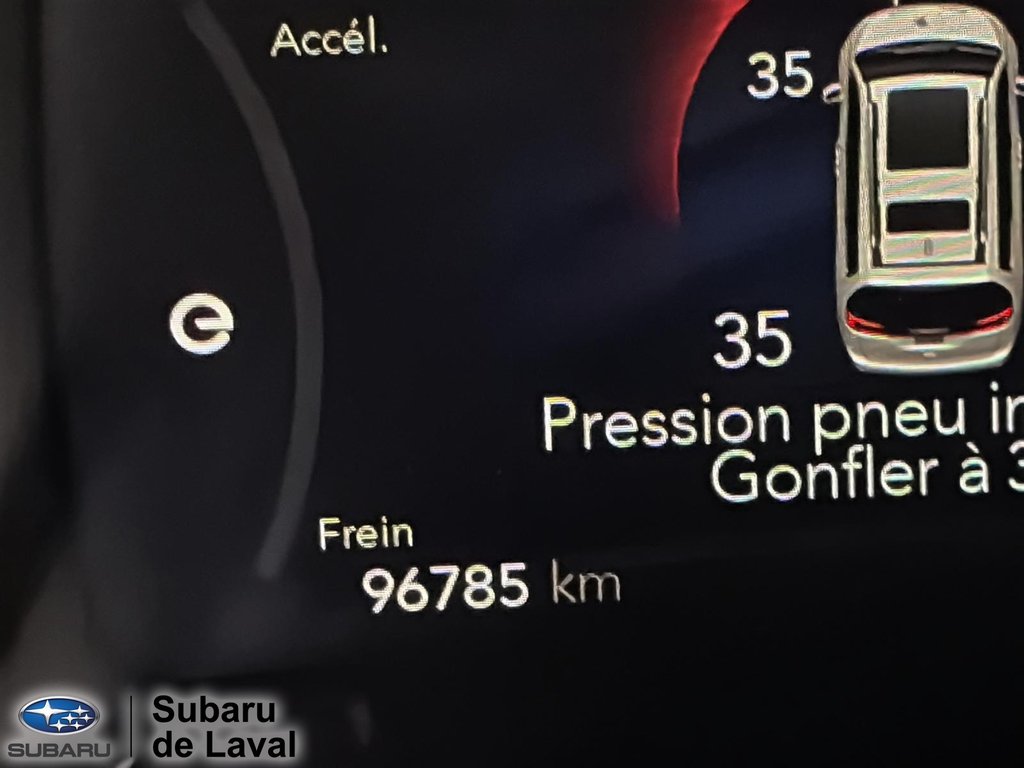 Accél.
35
35
Pression pneu
Gonfler à
Frein
96785 km
SUBARU
Subaru
de Laval